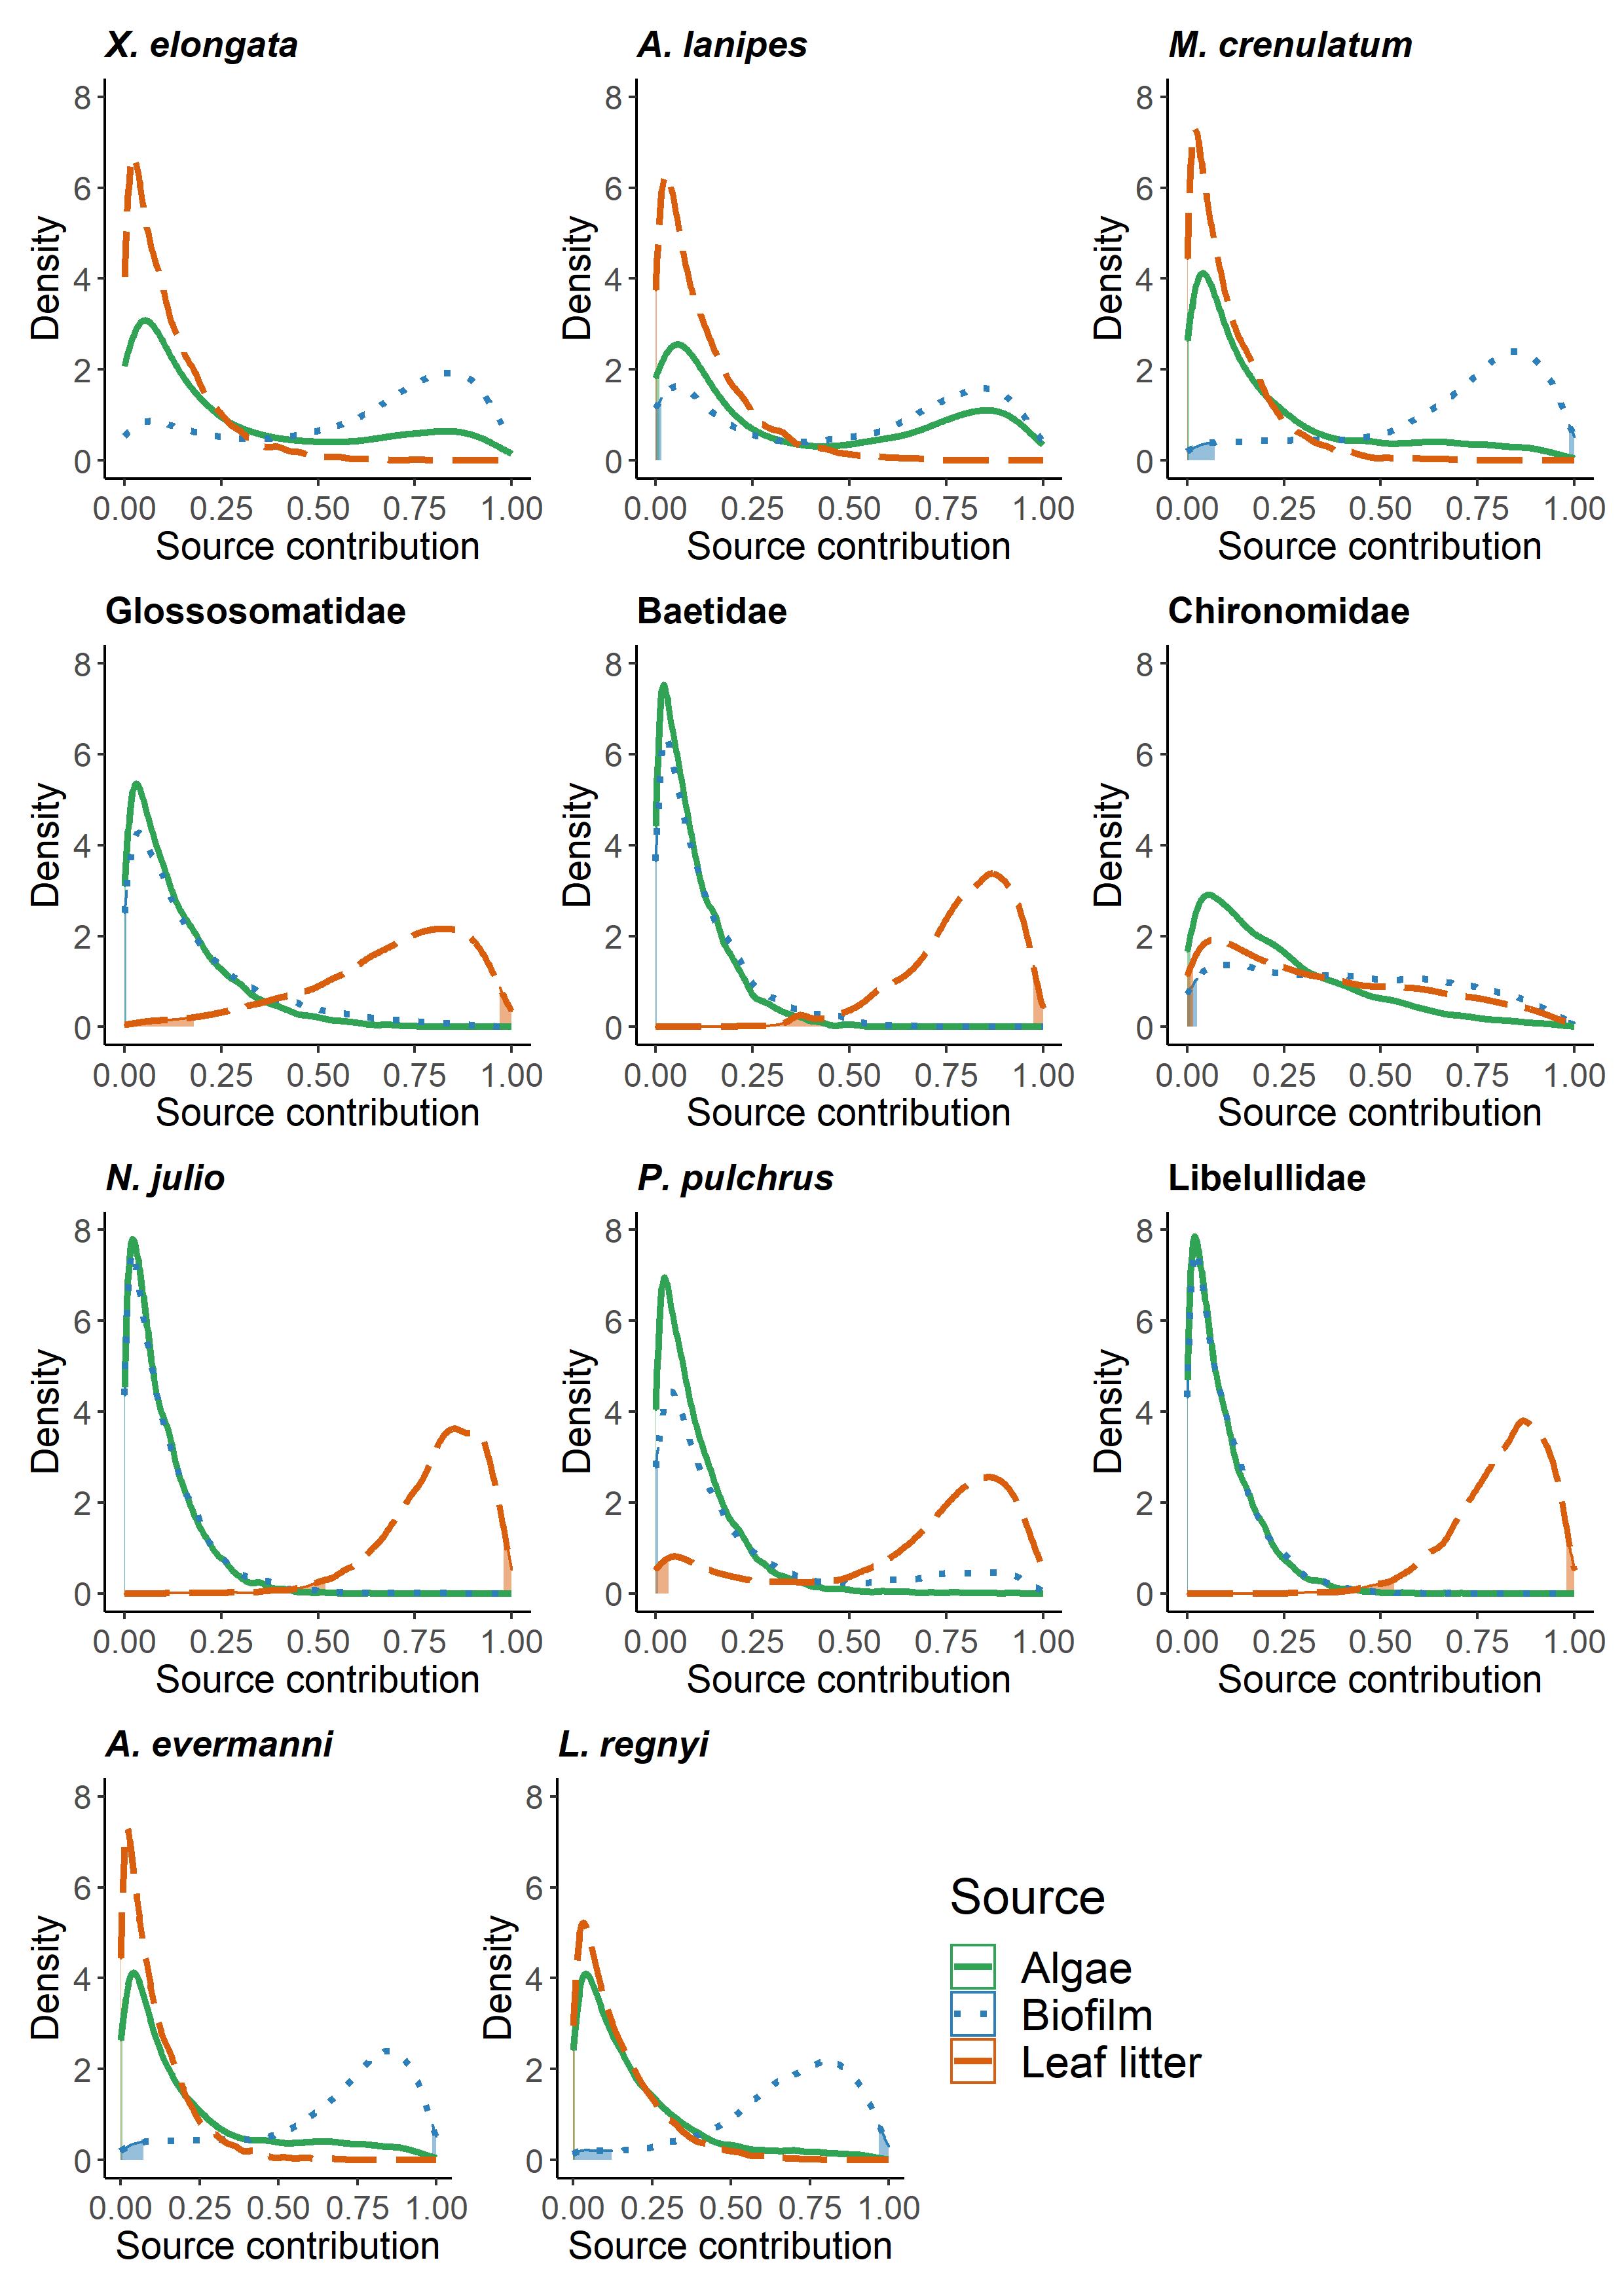 X. elongata A. lanipes M. crenulatum
8 8 8
6 6 6
4 4 4
2 2 2
0 0 0
Density Density Density
0.00 0.25 0.50 0.75 1.00 0.00 0.25 0.50 0.75 1.00 0.00 0.25 0.50 0.75 1.00
Source contribution Source contribution Source contribution
Glossosomatidae Baetidae Chironomidae
8 8 8
6 6 6
4 4 4
2 2 2
0 0 0
Density Density Density
0.00 0.25 0.50 0.75 1.00 0.00 0.25 0.50 0.75 1.00 0.00 0.25 0.50 0.75 1.00
Source contribution Source contribution Source contribution
N. julio P. pulchrus Libelullidae
8 8 8
6 6 6
4 4 4
2 2 2
0 0 0
Density Density Density
0.00 0.25 0.50 0.75 1.00 0.00 0.25 0.50 0.75 1.00 0.00 0.25 0.50 0.75 1.00
Source contribution Source contribution Source contribution
A. evermanni L. regnyi
8 8
6 6
4 4
2 2
0 0
Density Density
0.00 0.25 0.50 0.75 1.00 0.00 0.25 0.50 0.75 1.00
Source contribution Source contribution
Source
Algae
Biofilm
Leaf litter